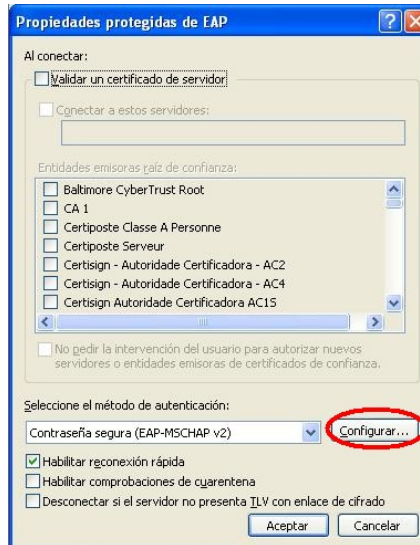 Propiedades protegidas de EAP
Al conectar:
Validar un certificado de servidor
Conectar a estos servidores:
Entidades emisoras raíz de confianza:
Baltimore CyberTrust Root
CA 1
Certiposte Classe A Personne
Certiposte Serveur
Certisign - Autoridade Certificadora - AC2
Certisign - Autoridade Certificadora - AC4
Certisign Autoridade Certificadora AC1S
No pedir la intervención del usuario para autorizar nuevos
servidores o entidades emisoras de certificados de confianza.
Seleccione el método de autenticación:
Contraseña segura (EAP-MSCHAP v2)
Configurar...
Habilitar reconexión rápida
Habilitar comprobaciones de cuarentena
Desconectar si el servidor no presenta TLV con enlace de cifrado
Aceptar
Cancelar